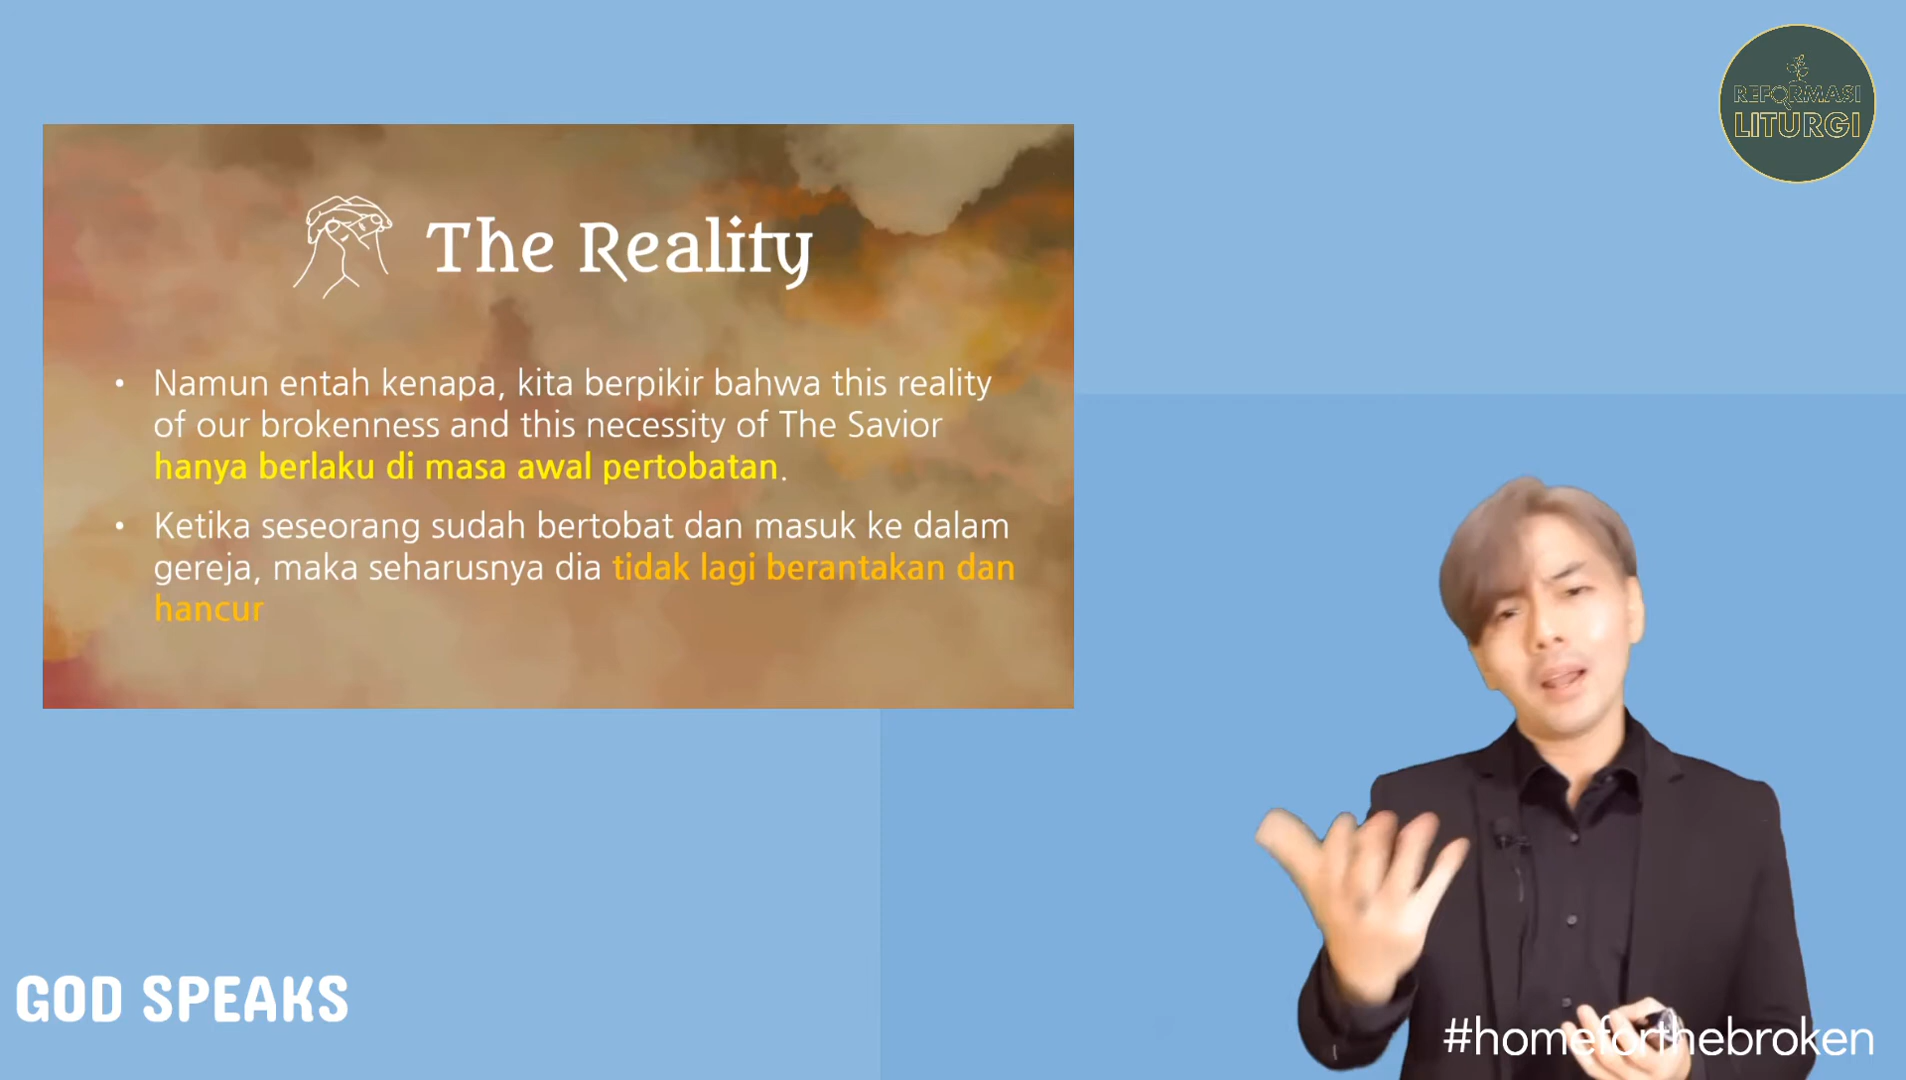 REFORMASI
LITURGI
The Reality
• Namun entah kenapa, kita berpikir bahwa this reality
of our brokenness and this necessity of The Savior
hanya berlaku di masa awal pertobatan.
• Ketika seseorang sudah bertobat dan masuk ke dalam
gereja, maka seharusnya dia tidak lagi berantakan dan
hancur
GOD SPEAKS
#homeforthebroken